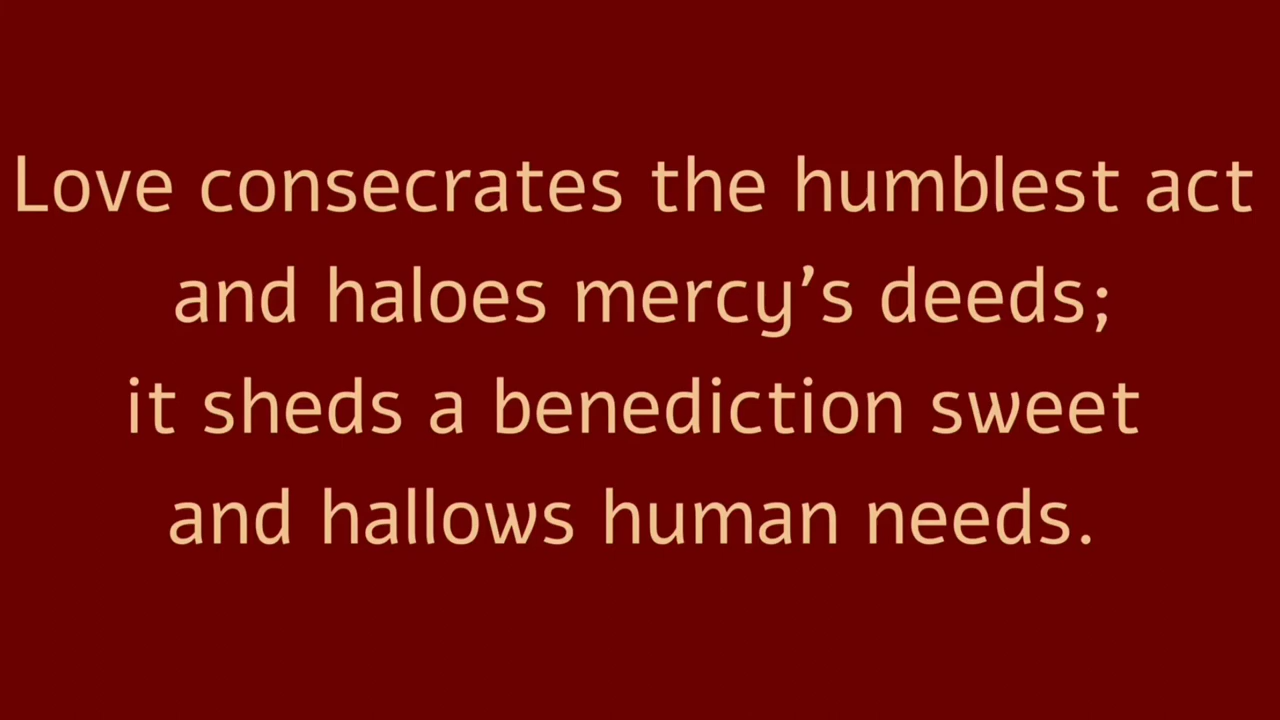 Love consecrates the humblest act
and haloes mercy’s deeds;
it sheds a benediction sweet
and hallows human needs.